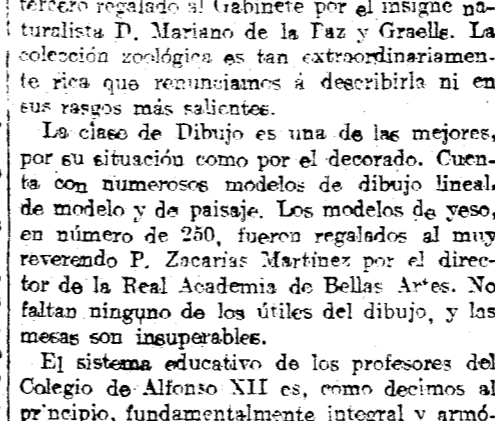 tercero regalado al Gabinete por el insigne na-
turalista D. Mariano de la Paz y Graells. La
colección zoológica es tan extraordinariamen-
te rica que renunciamos á describirla ni en
sus rasgos más salientes.
La clase de Dibujo es una de las mejores,
por su situación como por el decorado. Cuen-
ta con numerosos modelos de dibujo lineal,
de modelo y de paisaje. Los modelos de yeso,
en número de 250, fueron regalados al muy
reverendo P. Zacarías Martínez por el direc-
tor de la Real Academia de Bellas Artes. No
faltan ninguno de los útiles del dibujo, y las
mesas son insuperables.
El sistema educativo de los profesores del
Colegio de Alfonso XII es, como decimos al
principio, fundamentalmente integral y armó-